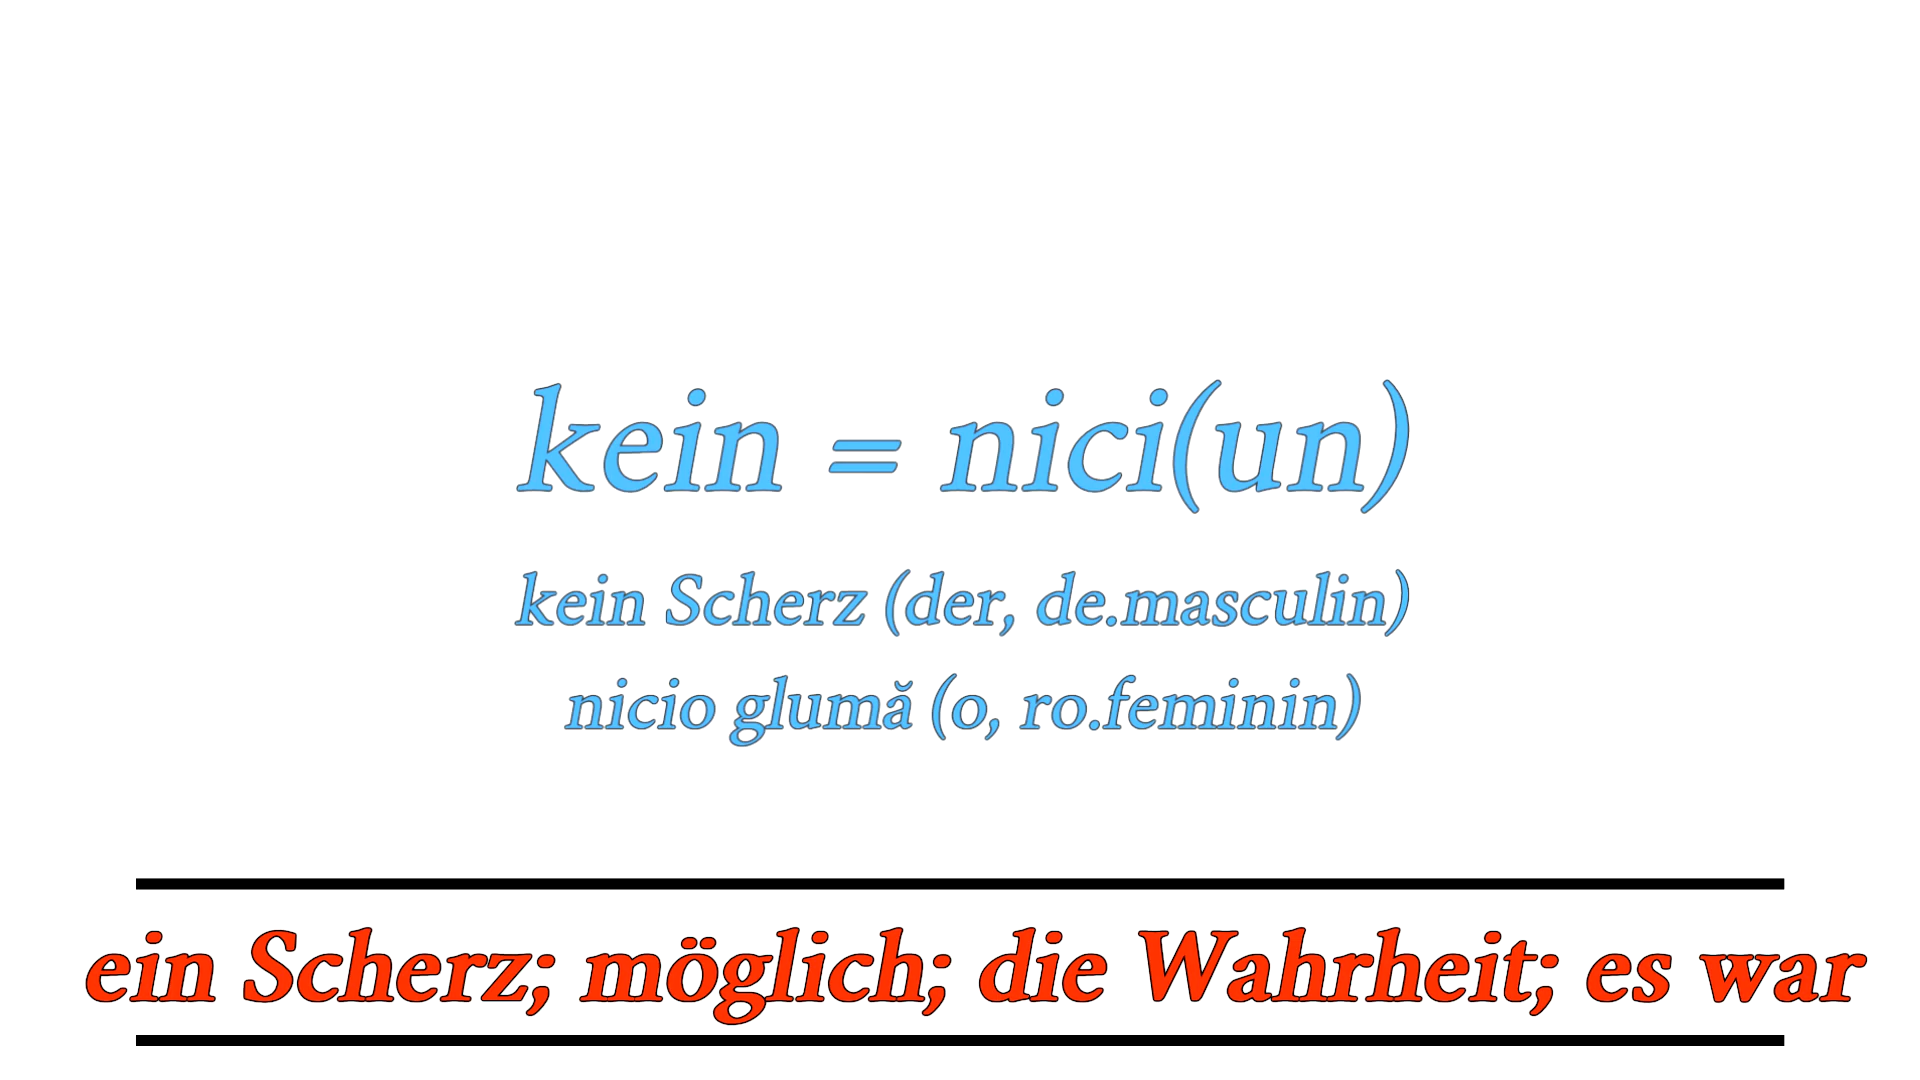 kein = nici(un)
kein Scherz (der, de.masculin)
nicio glumă (o, ro.feminin)
ein Scherz; möglich; die Wahrheit; es war